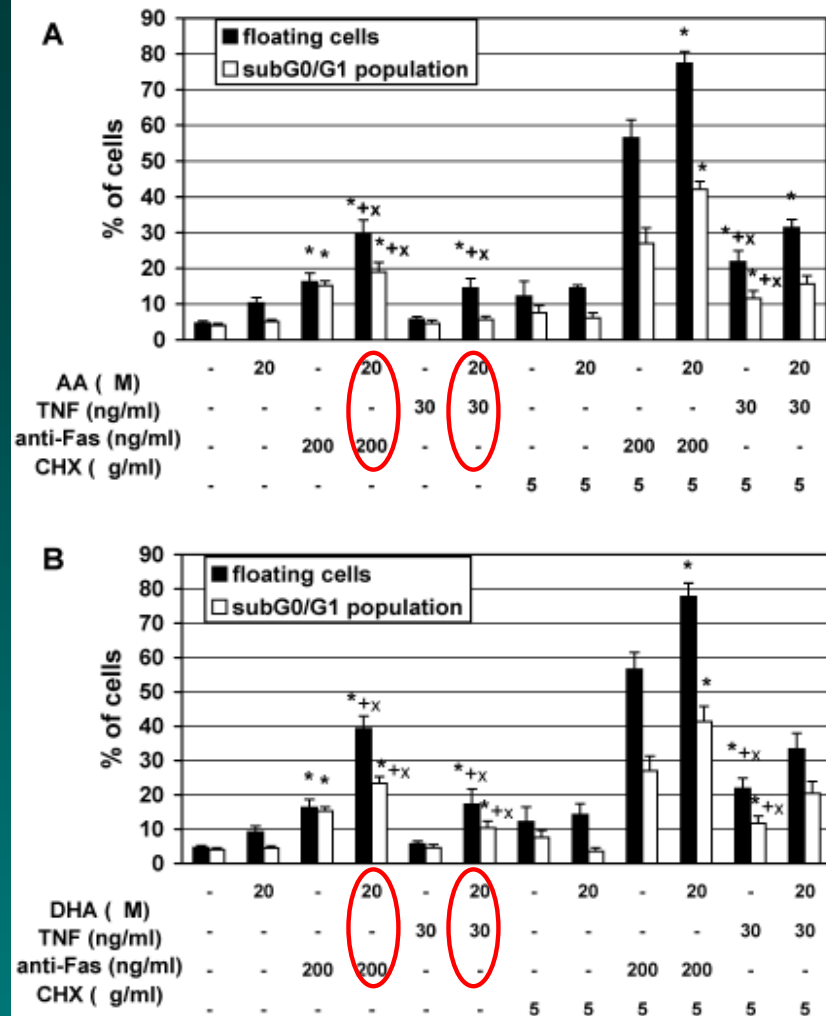 A
floating cells
subG0/G1 population
% of cells
90
80
70
60
50
40
30
20
10
0
* * *+x *+x *+x * * *+x *+x *
AA ( M) - 20 - 20 - 20 - 20 - 20 - 20
TNF (ng/ml) - - - - 30 30 - - - - 30 30
anti-Fas (ng/ml) - - 200 200 - - - - 200 200 - -
CHX ( g/ml) - - - - - - 5 5 5 5 5 5
B
floating cells
subG0/G1 population
% of cells
90
80
70
60
50
40
30
20
10
0
* * *+x *+x *+x *+x * * *+x *+x
DHA ( M) - 20 - 20 - 20 - 20 - 20 - 20
TNF (ng/ml) - - - - 30 30 - - - - 30 30
anti-Fas (ng/ml) - - 200 200 - - - - 200 200 - -
CHX ( g/ml) - - - - - - 5 5 5 5 5 5